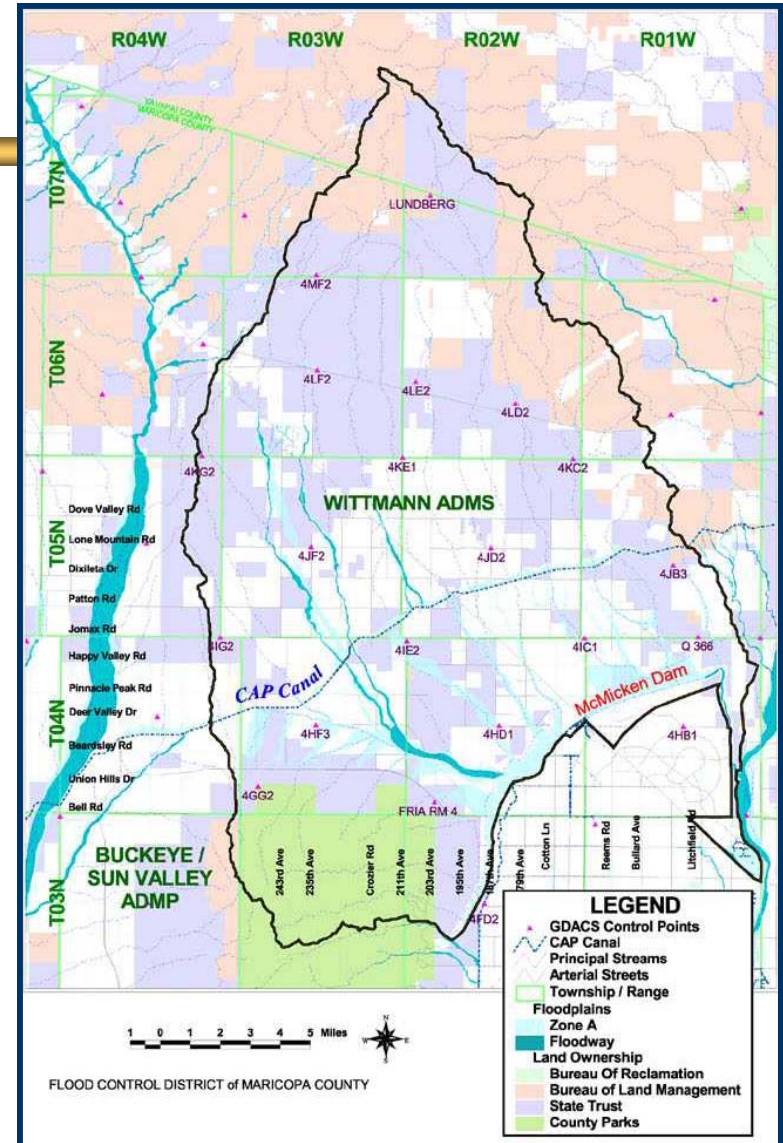 R04W R03W R02W R01W
YAVAPAI COUNTY
MARICOPA COUNTY
T07N
LUNDBERG
4MF2
T06N
4LF2
4LE2
4LD2
4KG2
4KE1
4KC2
WITTMANN ADMS
T05N
Dove Valley Rd
Lone Mountain Rd
4JF2
4JD2
4JB3
Dixileta Dr
Patton Rd
Jomax Rd
4IG2
4IE2
4IC1
Q 366
Happy Valley Rd
CAP Canal
McMicken Dam
Pinnacle Peak Rd
T04N
Deer Valley Dr
4HF3
4HD1
4HB1
Beardsley Rd
Union Hills Dr
4GG2
Bell Rd
FRIA RM 4
BUCKEYE /
SUN VALLEY
ADMP
T03N
243rd Ave
235th Ave
Crozier Rd
211th Ave
203rd Ave
195th Ave
79th Ave
Cotton Ln
Reems Rd
Bullard Ave
Litchfield Rd
4FD2
LEGEND
GDACS Control Points
CAP Canal
Principal Streams
Arterial Streets
Township / Range
Floodplains
Zone A
Floodway
Land Ownership
Bureau Of Reclamation
Bureau of Land Management
State Trust
County Parks
1 0 1 2 3 4 5 Miles
N
W E
S
FLOOD CONTROL DISTRICT of MARICOPA COUNTY